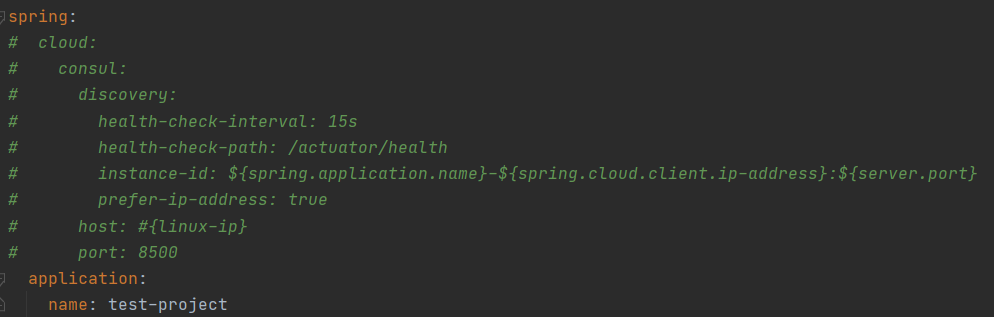 spring:
#  cloud:
#    consul:
#      discovery:
#        health-check-interval: 15s
#        health-check-path: /actuator/health
#        instance-id: ${spring.application.name}-${spring.cloud.client.ip-address}:${server.port}
#        prefer-ip-address: true
#      host: #{linux-ip}
#      port: 8500
  application:
    name: test-project